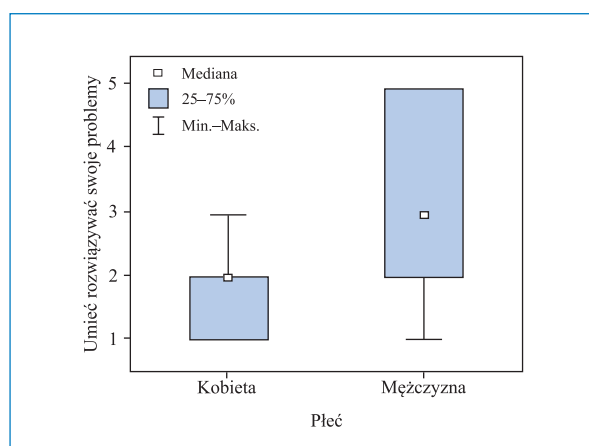 Umieć rozwiązywać swoje problemy
5
4
3
2
1
Mediana
25–75%
Min.–Maks.
Kobieta
Mężczyzna
Płeć